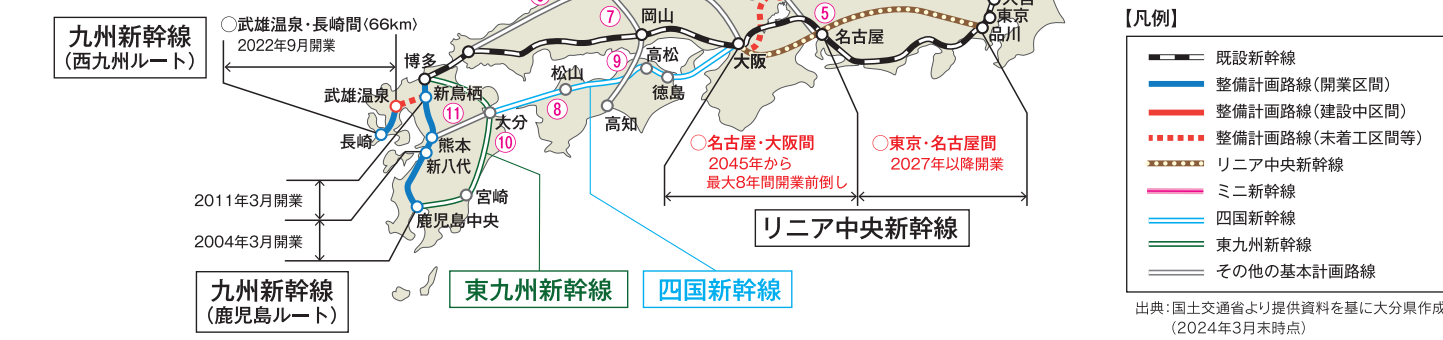 九州新幹線
（西九州ルート）
○武雄温泉・長崎間〈66km〉
2022年9月開業
博多
武雄温泉
新鳥栖
長崎
⑪
熊本
新八代
大分
⑩
宮崎
鹿児島中央
2011年3月開業
2004年3月開業
九州新幹線
（鹿児島ルート）
東九州新幹線
四国新幹線
⑦
岡山
⑨
高松
松山
⑧
徳島
高知
大阪
⑤
名古屋
東京
品川
○名古屋・大阪間
2045年から
最大8年間開業前倒し
○東京・名古屋間
2027年以降開業
リニア中央新幹線
【凡例】
既設新幹線
整備計画路線（開業区間）
整備計画路線（建設中区間）
整備計画路線（未着工区間等）
リニア中央新幹線
ミニ新幹線
四国新幹線
東九州新幹線
その他の基本計画路線
出典：国土交通省より提供資料を基に大分県作成
（2024年3月末時点）